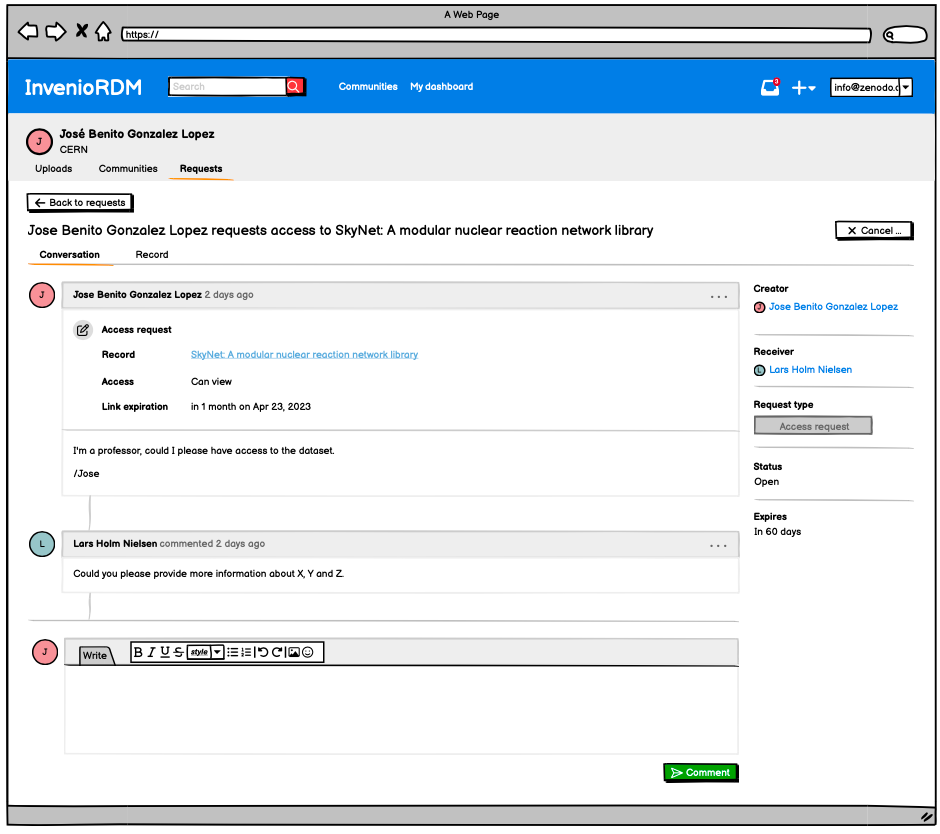 A Web Page
https://
InvenioRDM Search Communities My dashboard 3 info@zenodo.c
J José Benito Gonzalez Lopez
CERN
Uploads Communities Requests
Back to requests
Jose Benito Gonzalez Lopez requests access to SkyNet: A modular nuclear reaction network library Cancel ...
Conversation Record
J Jose Benito Gonzalez Lopez 2 days ago ...
Access request
Record SkyNet: A modular nuclear reaction network library
Access Can view
Link expiration in 1 month on Apr 23, 2023
I'm a professor, could I please have access to the dataset.
/Jose
L Lars Holm Nielsen commented 2 days ago ...
Could you please provide more information about X, Y and Z.
J Write B I U S style
Comment
Creator
J Jose Benito Gonzalez Lopez
Receiver
L Lars Holm Nielsen
Request type
Access request
Status
Open
Expires
In 60 days